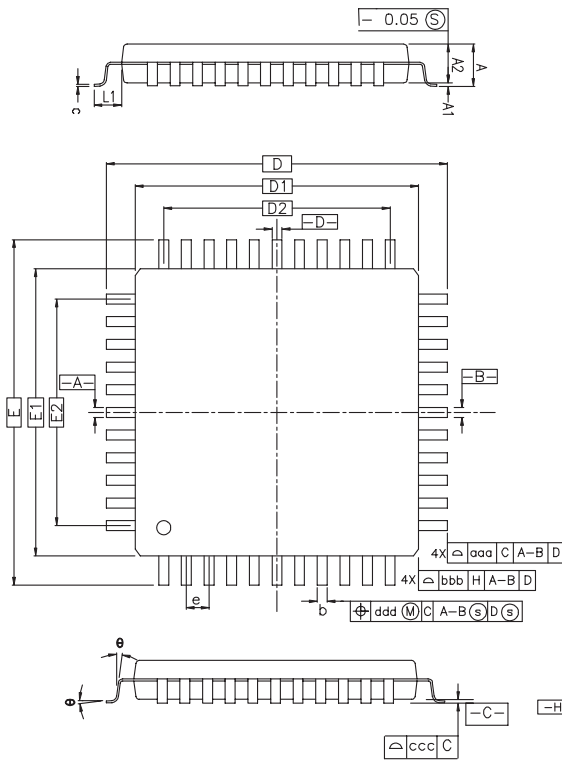 — 0.05 Ⓢ
A2
A
A1
L1
c
D
D1
D2
-D-
-A-
-B-
E
E1
E2
4X ⌓ aaa C A-B D
4X ⌓ bbb H A-B D
e
b
⌖ ddd Ⓜ C A-B Ⓢ D Ⓢ
θ
θ
-C-
-H
⌓ ccc C